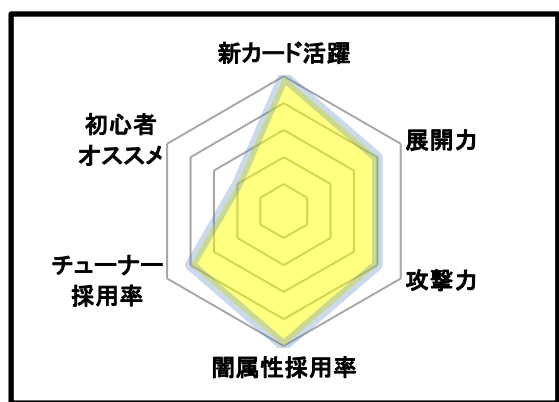 新カード活躍
初心者
オススメ
展開力
チューナー
採用率
攻撃力
闇属性採用率